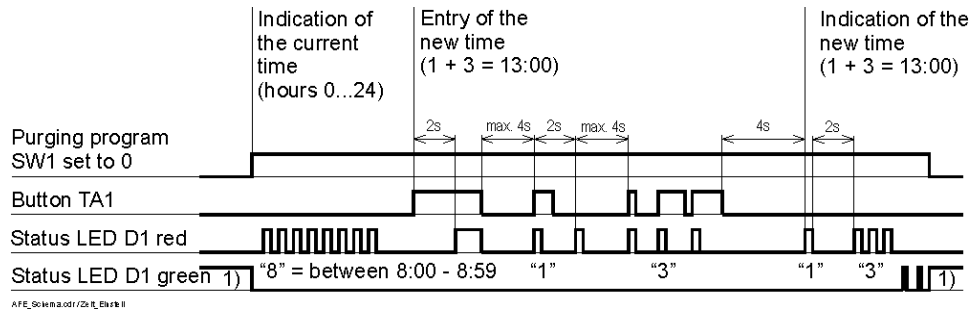 Indication of
the current
time
(hours 0...24)
Entry of the
new time
(1 + 3 = 13:00)
Indication of the
new time
(1 + 3 = 13:00)
2s
max. 4s
2s
max. 4s
4s
2s
Purging program
SW1 set to 0
Button TA1
Status LED D1 red
Status LED D1 green 1)
“8” = between 8:00 - 8:59
“1”
“3”
“1”
“3”
1)
AFE_Schema.cdr/Zeit_Einstell